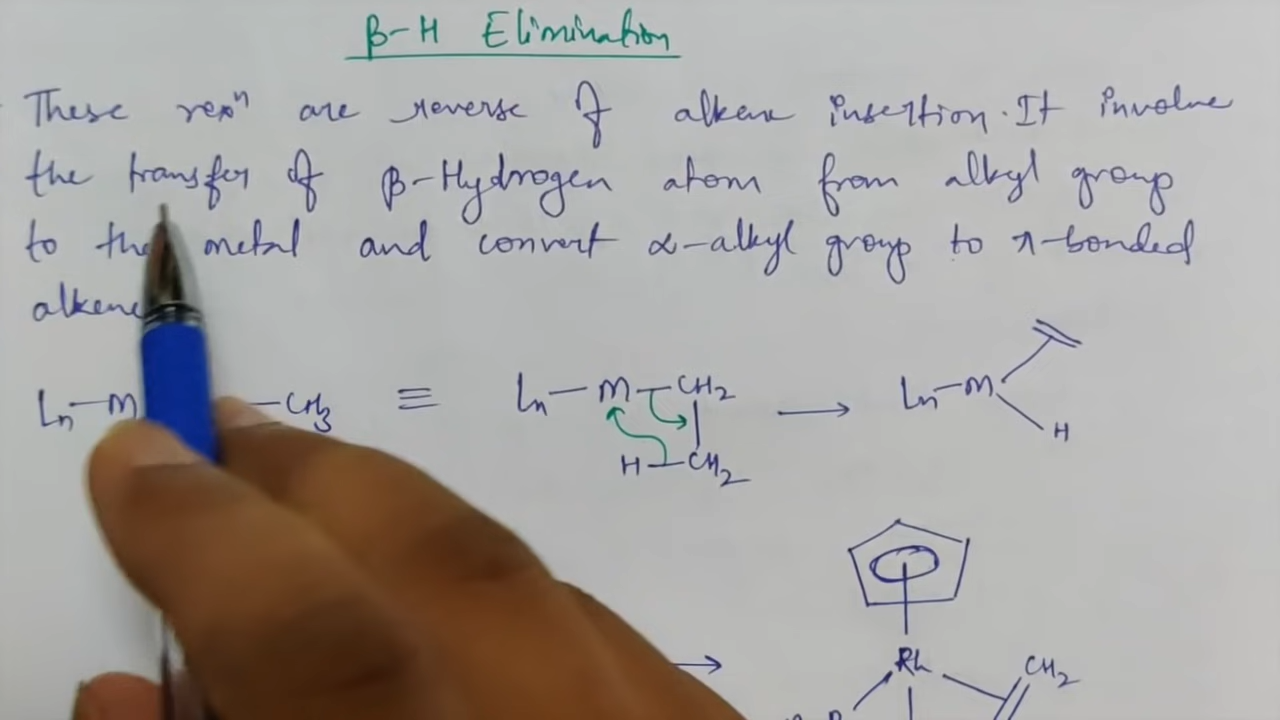 β-H Elimination
These rexⁿ are reverse of alkene insertion. It involve
the transfer of β-Hydrogen atom from alkyl group
to the metal and convert α-alkyl group to π-bonded
alkene
Ln-M -CH3 ≡ Ln-M-CH2 → Ln-M
H-CH2 H
Rh CH2